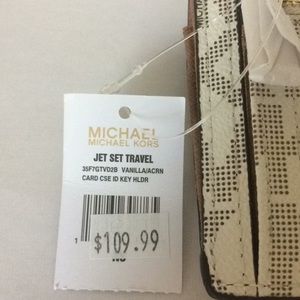 MICHAEL
MICHAEL KORS
JET SET TRAVEL
35F7GTVD2B VANILLA/ACRN
CARD CSE ID KEY HLDR
$109.99